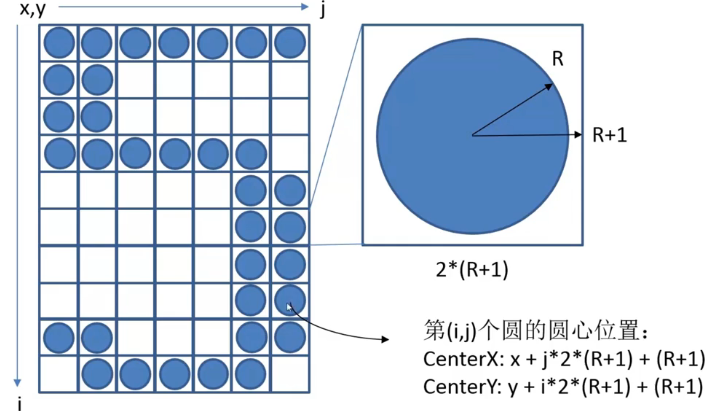 x,y
j
R
R+1
2*(R+1)
第(i,j)个圆的圆心位置：
CenterX: x + j*2*(R+1) + (R+1)
CenterY: y + i*2*(R+1) + (R+1)
i